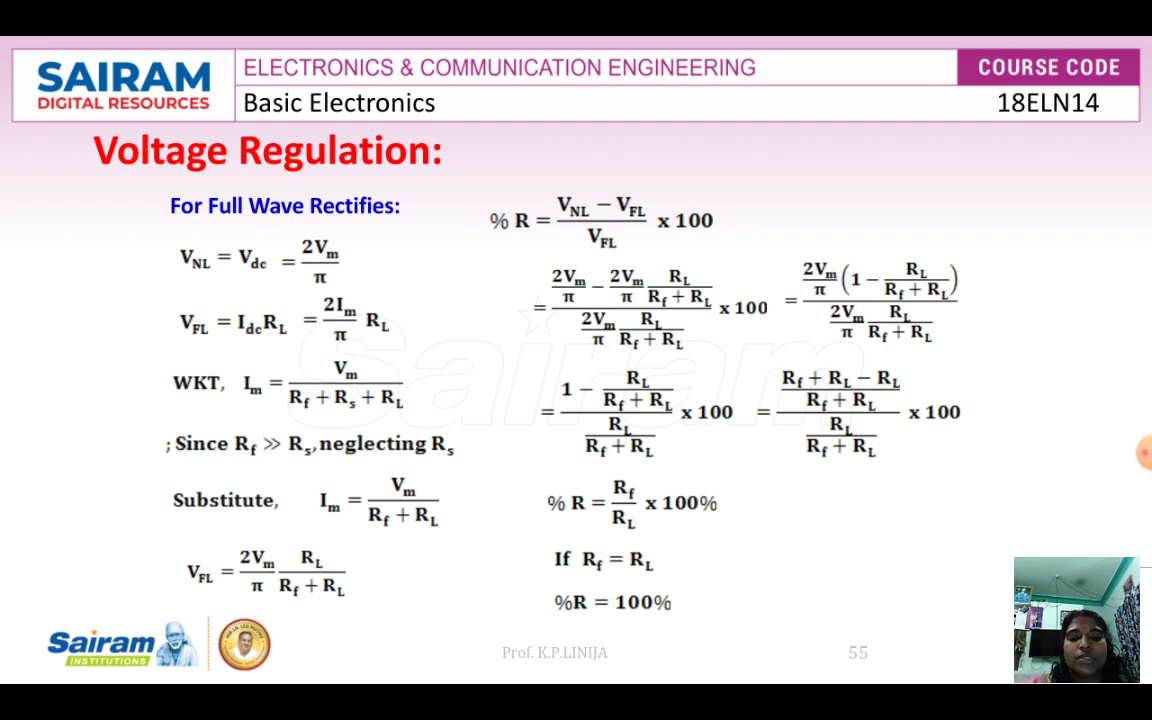 SAIRAM
DIGITAL RESOURCES
ELECTRONICS & COMMUNICATION ENGINEERING
COURSE CODE
Basic Electronics
18ELN14
Voltage Regulation:
For Full Wave Rectifies:
V_NL = V_dc = 2V_m / π
V_FL = I_dc R_L = 2I_m / π R_L
WKT, I_m = V_m / (R_f + R_s + R_L)
; Since R_f ≫ R_s, neglecting R_s
Substitute, I_m = V_m / (R_f + R_L)
V_FL = 2V_m / π R_L / (R_f + R_L)
% R = (V_NL − V_FL) / V_FL x 100
= (2V_m / π − 2V_m / π R_L / (R_f + R_L)) / (2V_m / π R_L / (R_f + R_L)) x 100 = (2V_m / π (1 − R_L / (R_f + R_L))) / (2V_m / π R_L / (R_f + R_L))
= (1 − R_L / (R_f + R_L)) / (R_L / (R_f + R_L)) x 100 = ((R_f + R_L − R_L) / (R_f + R_L)) / (R_L / (R_f + R_L)) x 100
% R = R_f / R_L x 100%
If R_f = R_L
%R = 100%
Sairam
Sairam
INSTITUTIONS
Prof. K.P.LINIJA
55